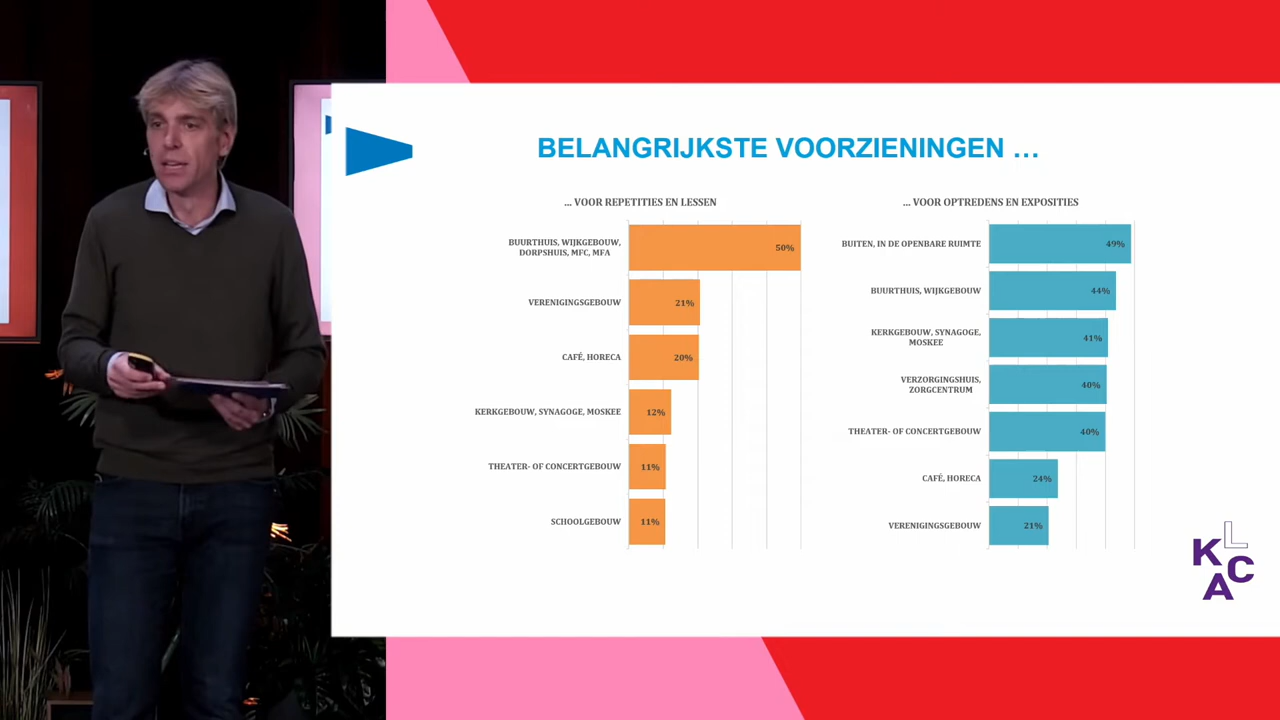 BELANGRIJKSTE VOORZIENINGEN …
... VOOR REPETITIES EN LESSEN
BUURTHUIS, WIJKGEBOUW,
DORPSHUIS, MFC, MFA
50%
VERENIGINGSGEBOUW
21%
CAFÉ, HORECA
20%
KERKGEBOUW, SYNAGOGE, MOSKEE
12%
THEATER- OF CONCERTGEBOUW
11%
SCHOOLGEBOUW
11%
... VOOR OPTREDENS EN EXPOSITIES
BUITEN, IN DE OPENBARE RUIMTE
49%
BUURTHUIS, WIJKGEBOUW
44%
KERKGEBOUW, SYNAGOGE,
MOSKEE
41%
VERZORGINGSHUIS,
ZORGCENTRUM
40%
THEATER- OF CONCERTGEBOUW
40%
CAFÉ, HORECA
24%
VERENIGINGSGEBOUW
21%
L
K
C
A